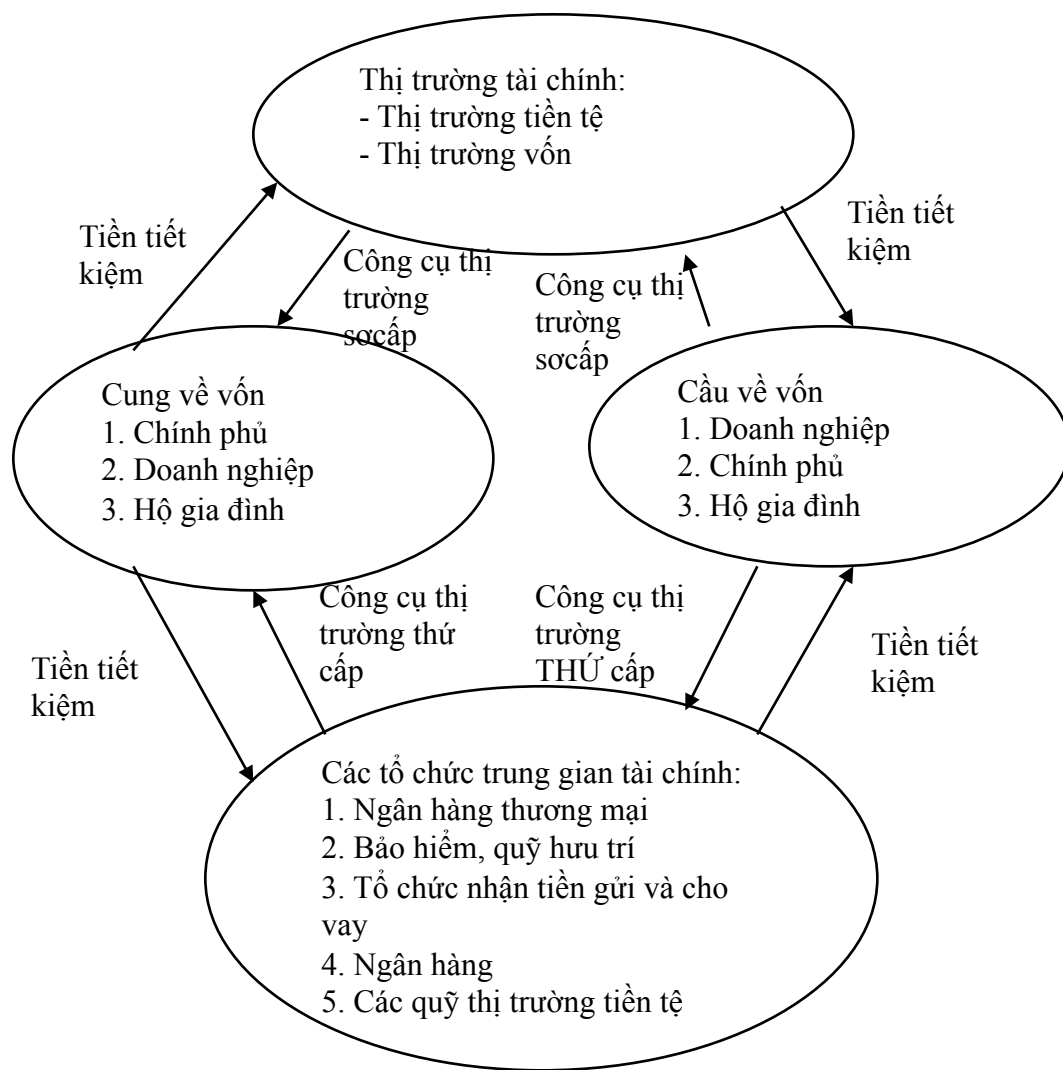 Thị trường tài chính:
- Thị trường tiền tệ
- Thị trường vốn
Tiền tiết
kiệm
Công cụ thị
trường
sơcấp
Công cụ thị
trường
sơcấp
Tiền tiết
kiệm
Cung về vốn
1. Chính phủ
2. Doanh nghiệp
3. Hộ gia đình
Cầu về vốn
1. Doanh nghiệp
2. Chính phủ
3. Hộ gia đình
Tiền tiết
kiệm
Công cụ thị
trường thứ
cấp
Công cụ thị
trường
THỨ cấp
Tiền tiết
kiệm
Các tổ chức trung gian tài chính:
1. Ngân hàng thương mại
2. Bảo hiểm, quỹ hưu trí
3. Tổ chức nhận tiền gửi và cho
vay
4. Ngân hàng
5. Các quỹ thị trường tiền tệ